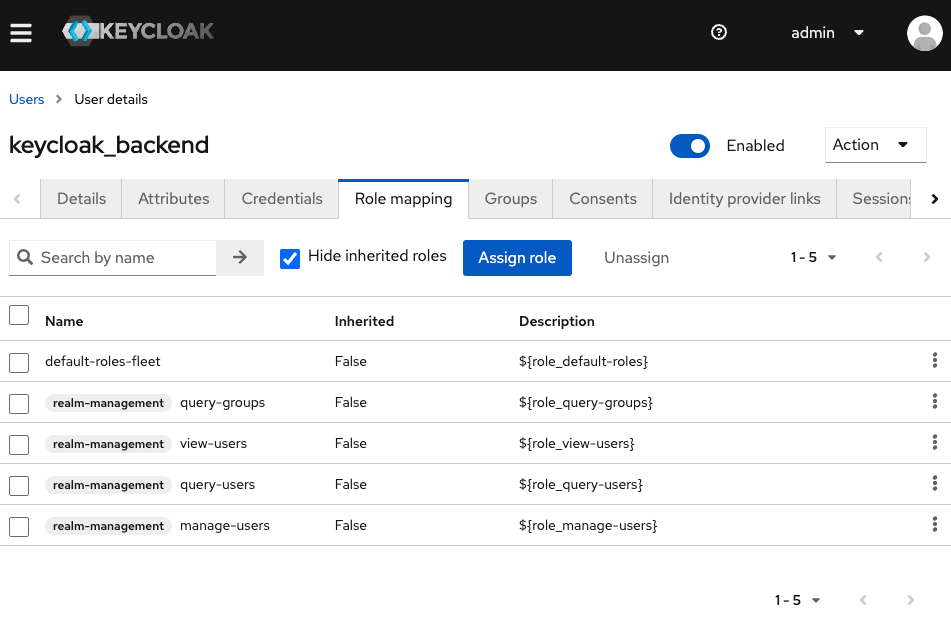 KEYCLOAK
admin
Users
User details
keycloak_backend
Enabled
Action
Details
Attributes
Credentials
Role mapping
Groups
Consents
Identity provider links
Sessions
Search by name
Hide inherited roles
Assign role
Unassign
1 - 5
Name Inherited Description
default-roles-fleet False ${role_default-roles}
realm-management query-groups False ${role_query-groups}
realm-management view-users False ${role_view-users}
realm-management query-users False ${role_query-users}
realm-management manage-users False ${role_manage-users}
1 - 5